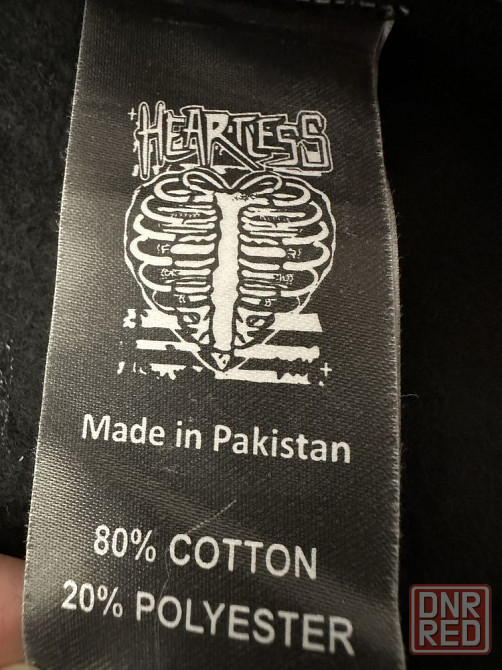 HEARTLESS
Made in Pakistan
80% COTTON
20% POLYESTER
DNR
RED